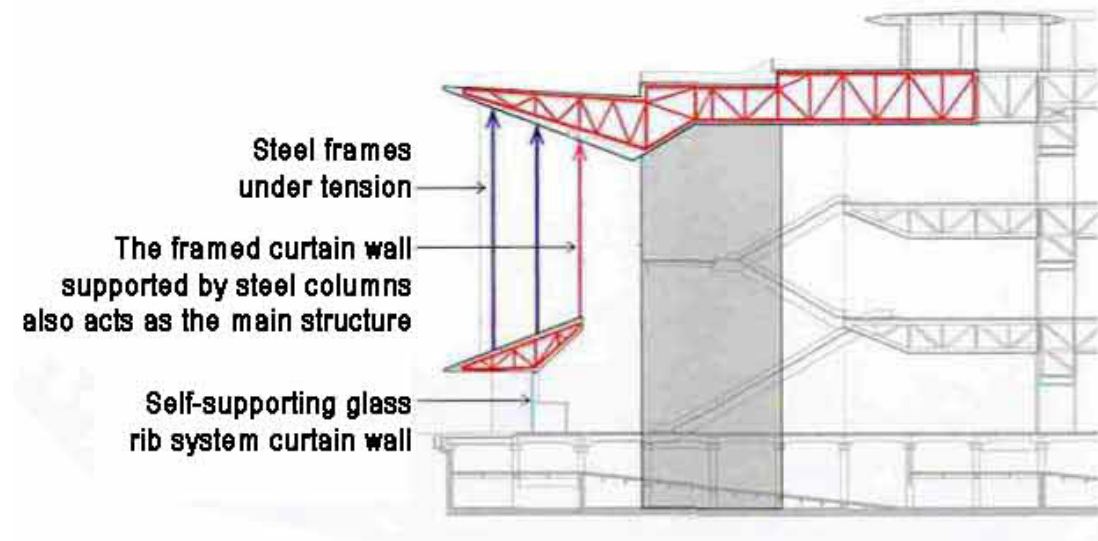 Steel frames
under tension
The framed curtain wall
supported by steel columns
also acts as the main structure
Self-supporting glass
rib system curtain wall